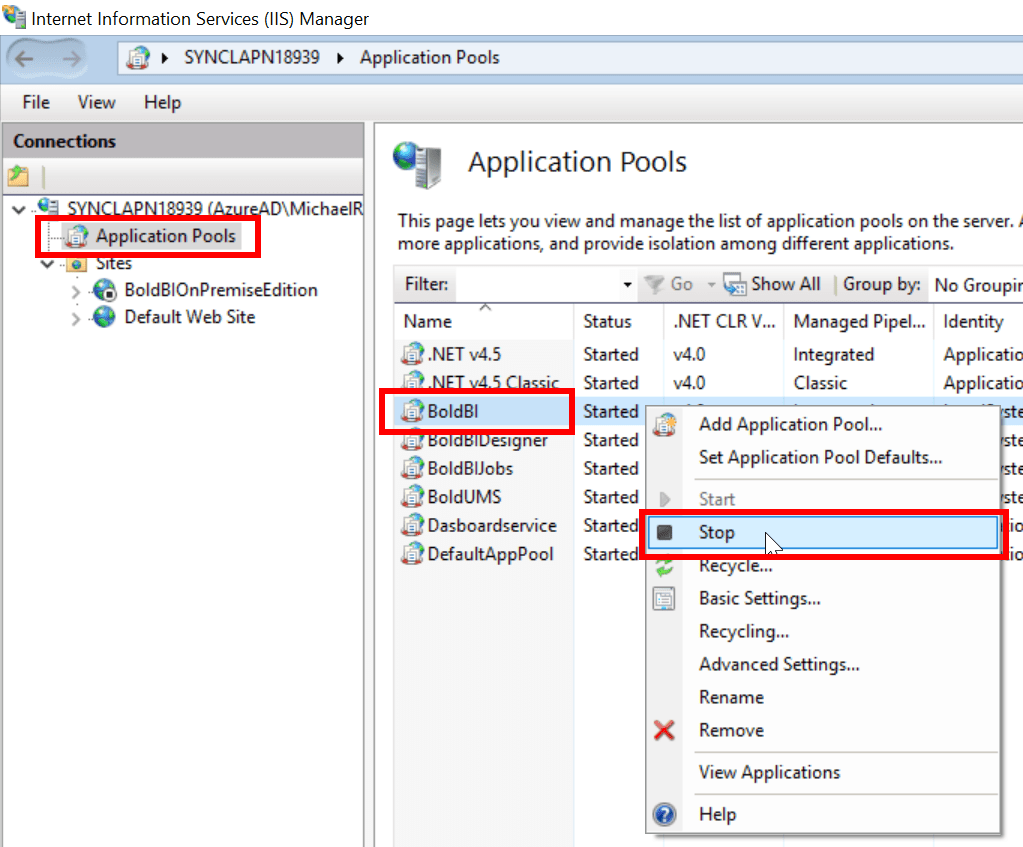 Internet Information Services (IIS) Manager
SYNCLAPN18939 Application Pools
File View Help
Connections
SYNCLAPN18939 (AzureAD\MichaelR
Application Pools
Sites
BoldBIOnPremiseEdition
Default Web Site
Application Pools
This page lets you view and manage the list of application pools on the server. A
more applications, and provide isolation among different applications.
Filter: Go Show All Group by: No Groupin
Name Status .NET CLR V... Managed Pipel... Identity
.NET v4.5 Started v4.0 Integrated Applicatio
.NET v4.5 Classic Started v4.0 Classic Applicatio
BoldBI Started
BoldBIDesigner Started
BoldBIJobs Started
BoldUMS Started
Dasboardservice Started
DefaultAppPool Started
Add Application Pool...
Set Application Pool Defaults...
Start
Stop
Recycle...
Basic Settings...
Recycling...
Advanced Settings...
Rename
Remove
View Applications
Help